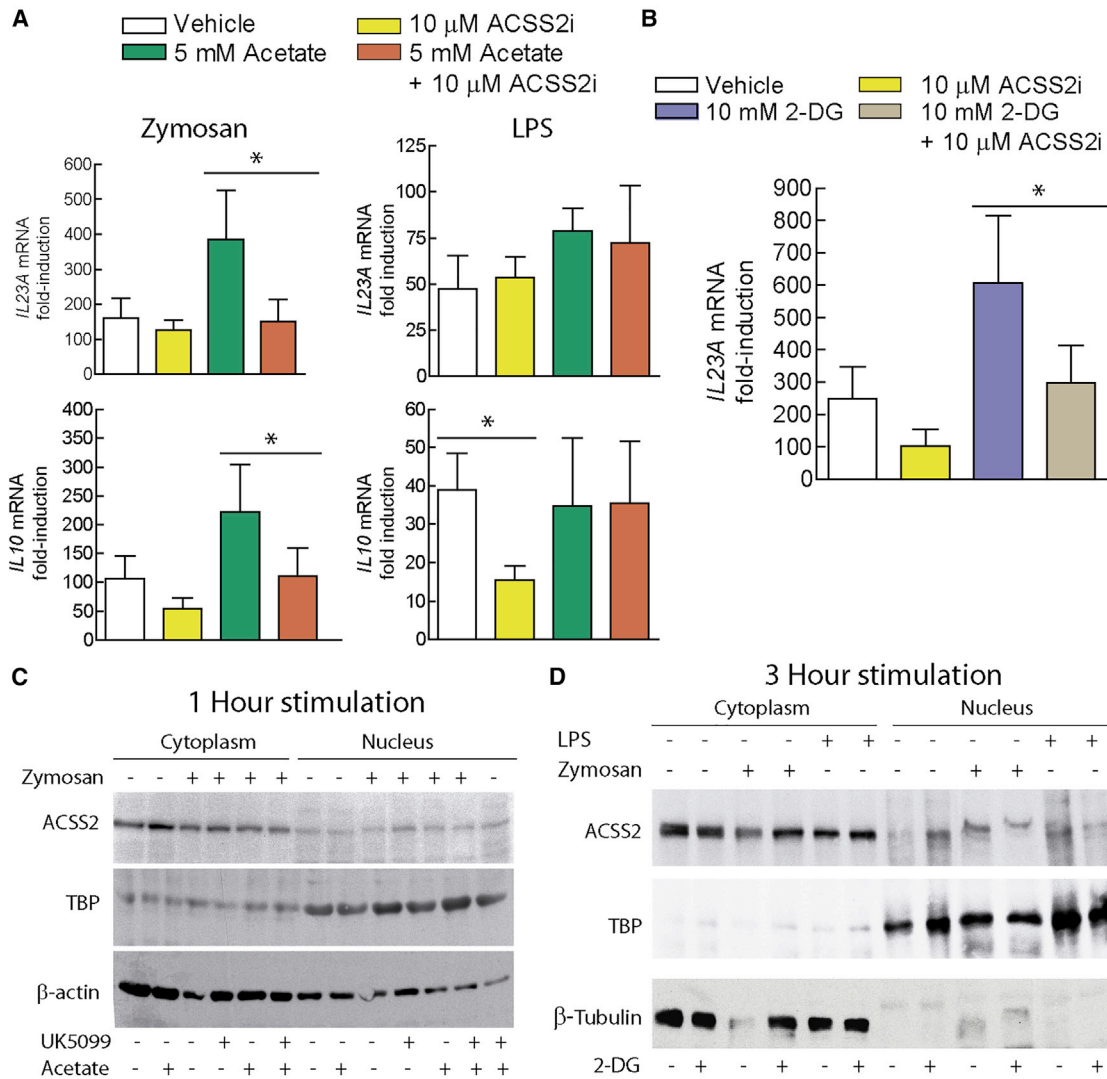 A
Vehicle
10 μM ACSS2i
5 mM Acetate
5 mM Acetate
+ 10 μM ACSS2i
Zymosan
LPS
IL23A mRNA
fold-induction
600
500
400
300
200
100
0
*
IL23A mRNA
fold-induction
125
100
75
50
25
0
IL10 mRNA
fold-induction
400
350
300
250
200
150
100
50
0
*
IL10 mRNA
fold induction
60
50
40
30
20
10
0
*
B
Vehicle
10 μM ACSS2i
10 mM 2-DG
10 mM 2-DG
+ 10 μM ACSS2i
IL23A mRNA
fold-induction
900
800
700
600
500
400
300
200
100
0
*
C
1 Hour stimulation
Cytoplasm Nucleus
Zymosan - - + + + + - - + + + + -
ACSS2
TBP
β-actin
UK5099 - - - + - + - - - + - + +
Acetate - + - - + + - + - - + + +
D
3 Hour stimulation
Cytoplasm Nucleus
LPS - - - - + + - - - - + +
Zymosan - - + + - - - - + + - -
ACSS2
TBP
β-Tubulin
2-DG - + - + - + - + - + - +